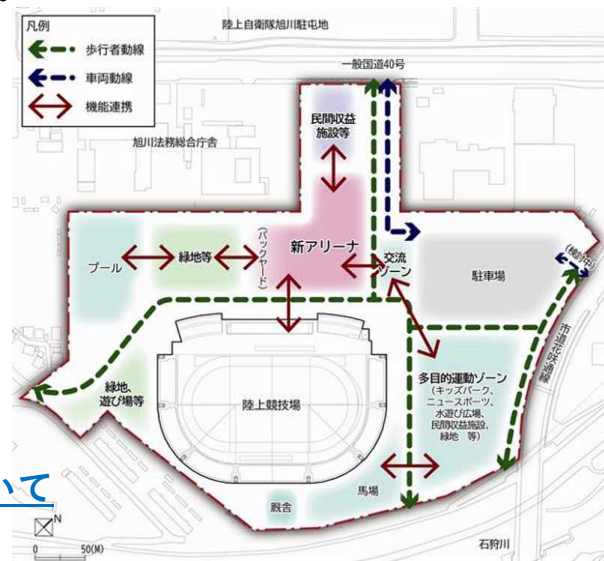 陸上自衛隊旭川駐屯地
凡例
歩行者動線
車両動線
機能連携
一般国道40号
旭川法務総合庁舎
民間収益
施設等
新アリーナ
(バックヤード)
プール
緑地等
交流
ゾーン
駐車場
(検討中)
市道花咲通線
緑地、
遊び場等
陸上競技場
多目的運動ゾーン
(キッズパーク、
ニュースポーツ、
水遊び広場、
民間収益施設、
緑地 等)
馬場
厩舎
いて
N
0 50(M)
石狩川